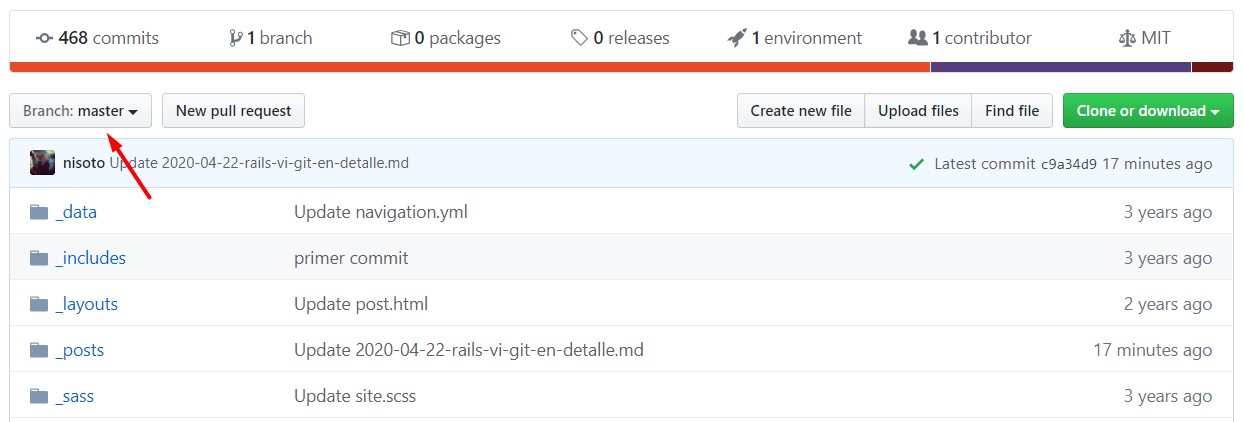 468 commits 1 branch 0 packages 0 releases 1 environment 1 contributor MIT
Branch: master New pull request Create new file Upload files Find file Clone or download
nisoto Update 2020-04-22-rails-vi-git-en-detalle.md Latest commit c9a34d9 17 minutes ago
_data Update navigation.yml 3 years ago
_includes primer commit 3 years ago
_layouts Update post.html 2 years ago
_posts Update 2020-04-22-rails-vi-git-en-detalle.md 17 minutes ago
_sass Update site.scss 3 years ago